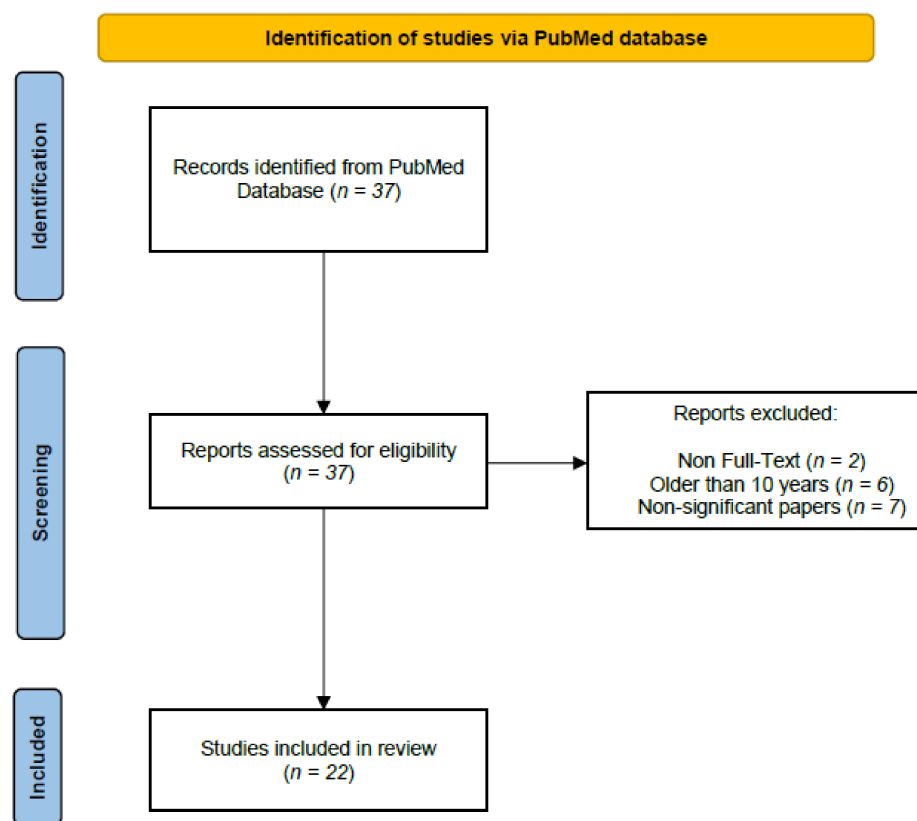 Identification of studies via PubMed database
Identification
Records identified from PubMed
Database (n = 37)
Screening
Reports assessed for eligibility
(n = 37)
Reports excluded:
Non Full-Text (n = 2)
Older than 10 years (n = 6)
Non-significant papers (n = 7)
Included
Studies included in review
(n = 22)